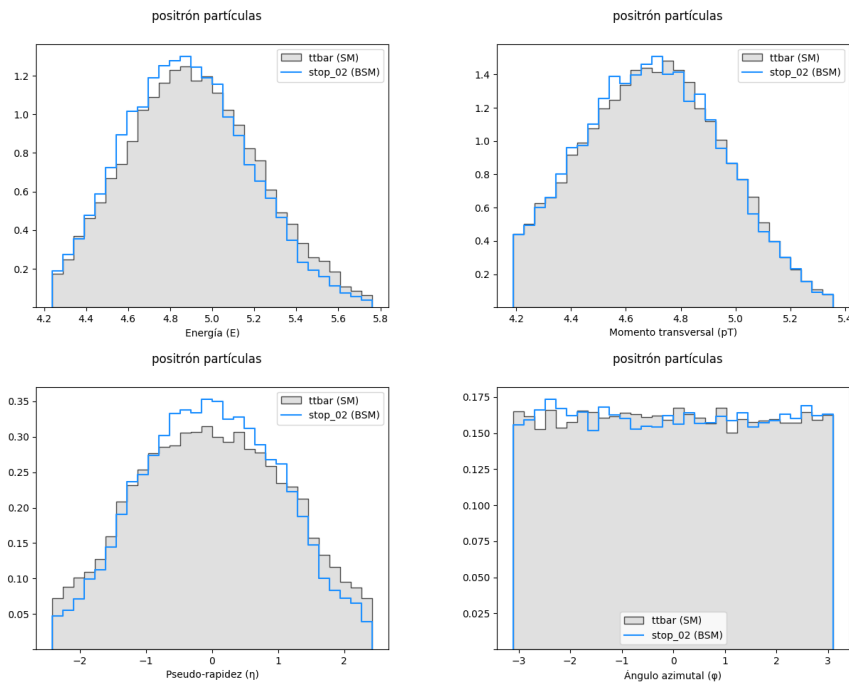 positrón partículas
ttbar (SM)
stop_02 (BSM)
1.2
1.0
0.8
0.6
0.4
0.2
4.2 4.4 4.6 4.8 5.0 5.2 5.4 5.6 5.8
Energía (E)
positrón partículas
ttbar (SM)
stop_02 (BSM)
1.4
1.2
1.0
0.8
0.6
0.4
0.2
4.2 4.4 4.6 4.8 5.0 5.2 5.4
Momento transversal (pT)
positrón partículas
ttbar (SM)
stop_02 (BSM)
0.35
0.30
0.25
0.20
0.15
0.10
0.05
−2 −1 0 1 2
Pseudo-rapidez (η)
positrón partículas
0.175
0.150
0.125
0.100
0.075
0.050
0.025
ttbar (SM)
stop_02 (BSM)
−3 −2 −1 0 1 2 3
Ángulo azimutal (φ)